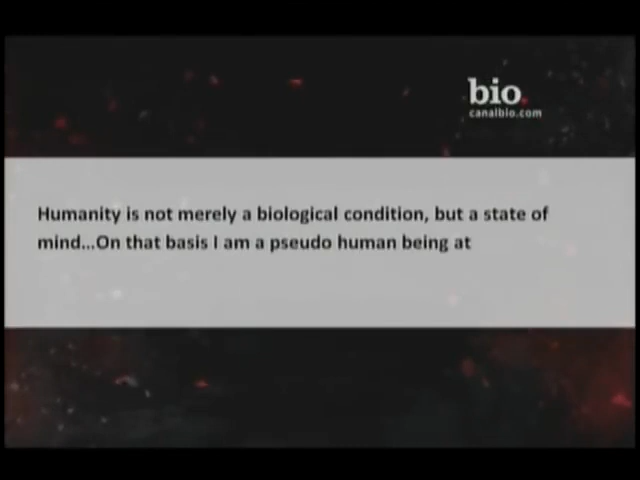 bio.
canalbio.com
Humanity is not merely a biological condition, but a state of
mind...On that basis I am a pseudo human being at